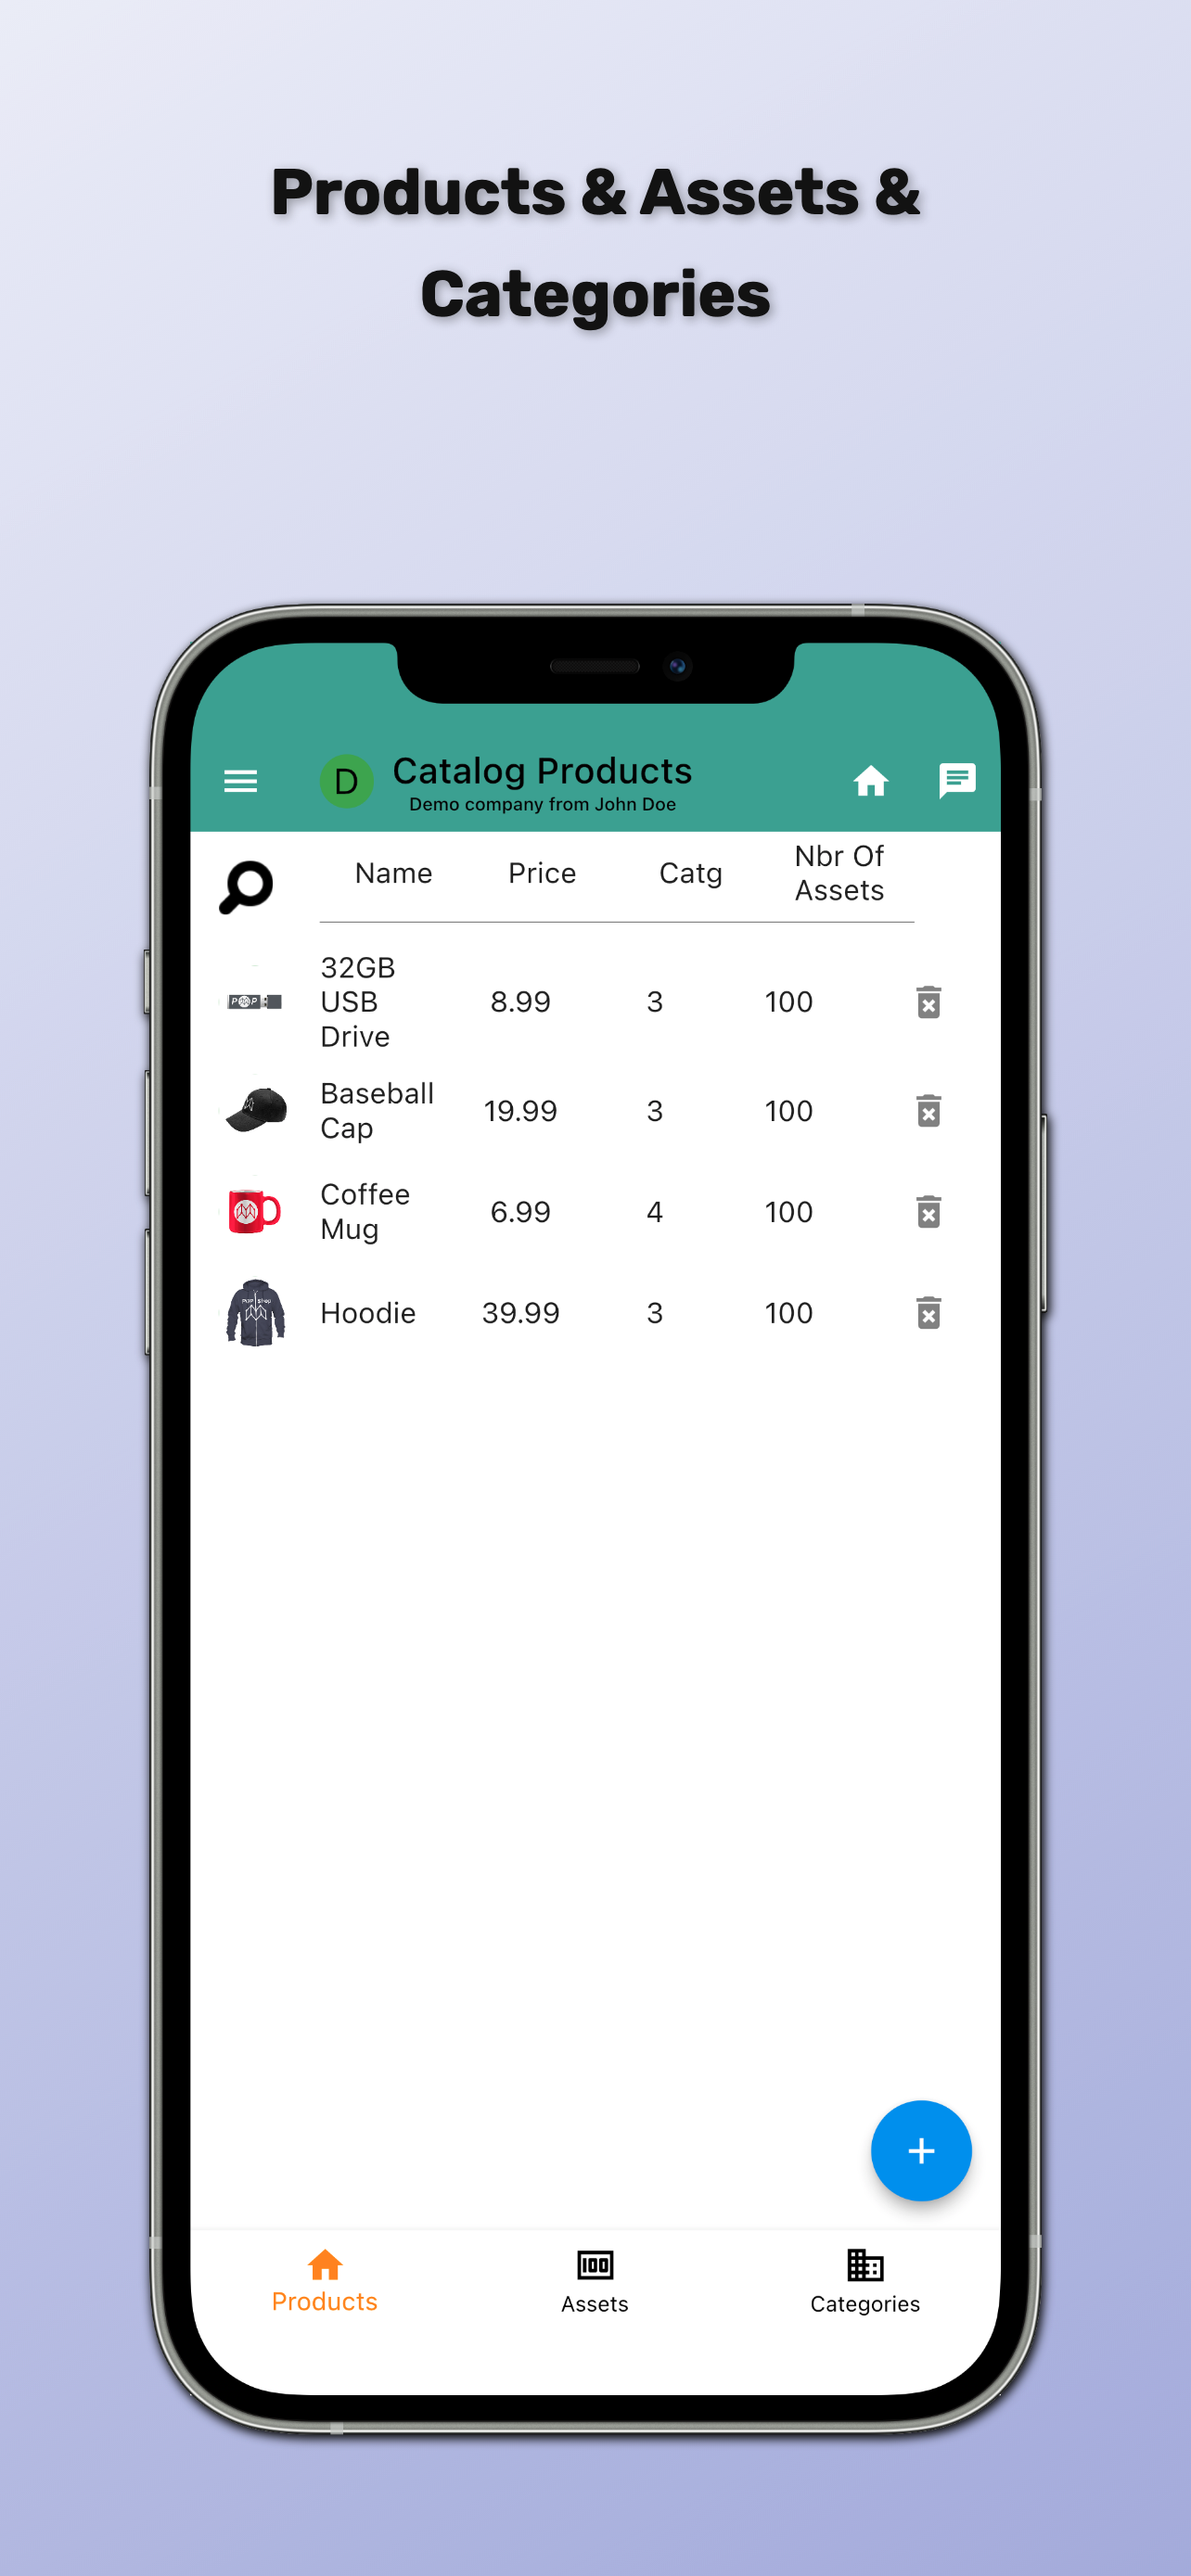 Products & Assets &
Categories
D
Catalog Products
Demo company from John Doe
Name Price Catg Nbr Of
Assets
32GB
USB
Drive
8.99 3 100
Baseball
Cap
19.99 3 100
Coffee
Mug
6.99 4 100
Hoodie 39.99 3 100
+
100
Products Assets Categories